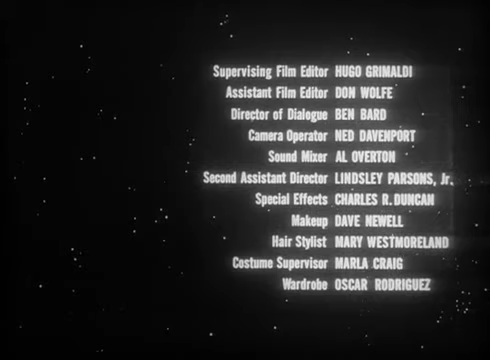 Supervising Film Editor HUGO GRIMALDI
Assistant Film Editor DON WOLFE
Director of Dialogue BEN BARD
Camera Operator NED DAVENPORT
Sound Mixer AL OVERTON
Second Assistant Director LINDSLEY PARSONS, Jr.
Special Effects CHARLES R. DUNCAN
Makeup DAVE NEWELL
Hair Stylist MARY WESTMORELAND
Costume Supervisor MARLA CRAIG
Wardrobe OSCAR RODRIGUEZ